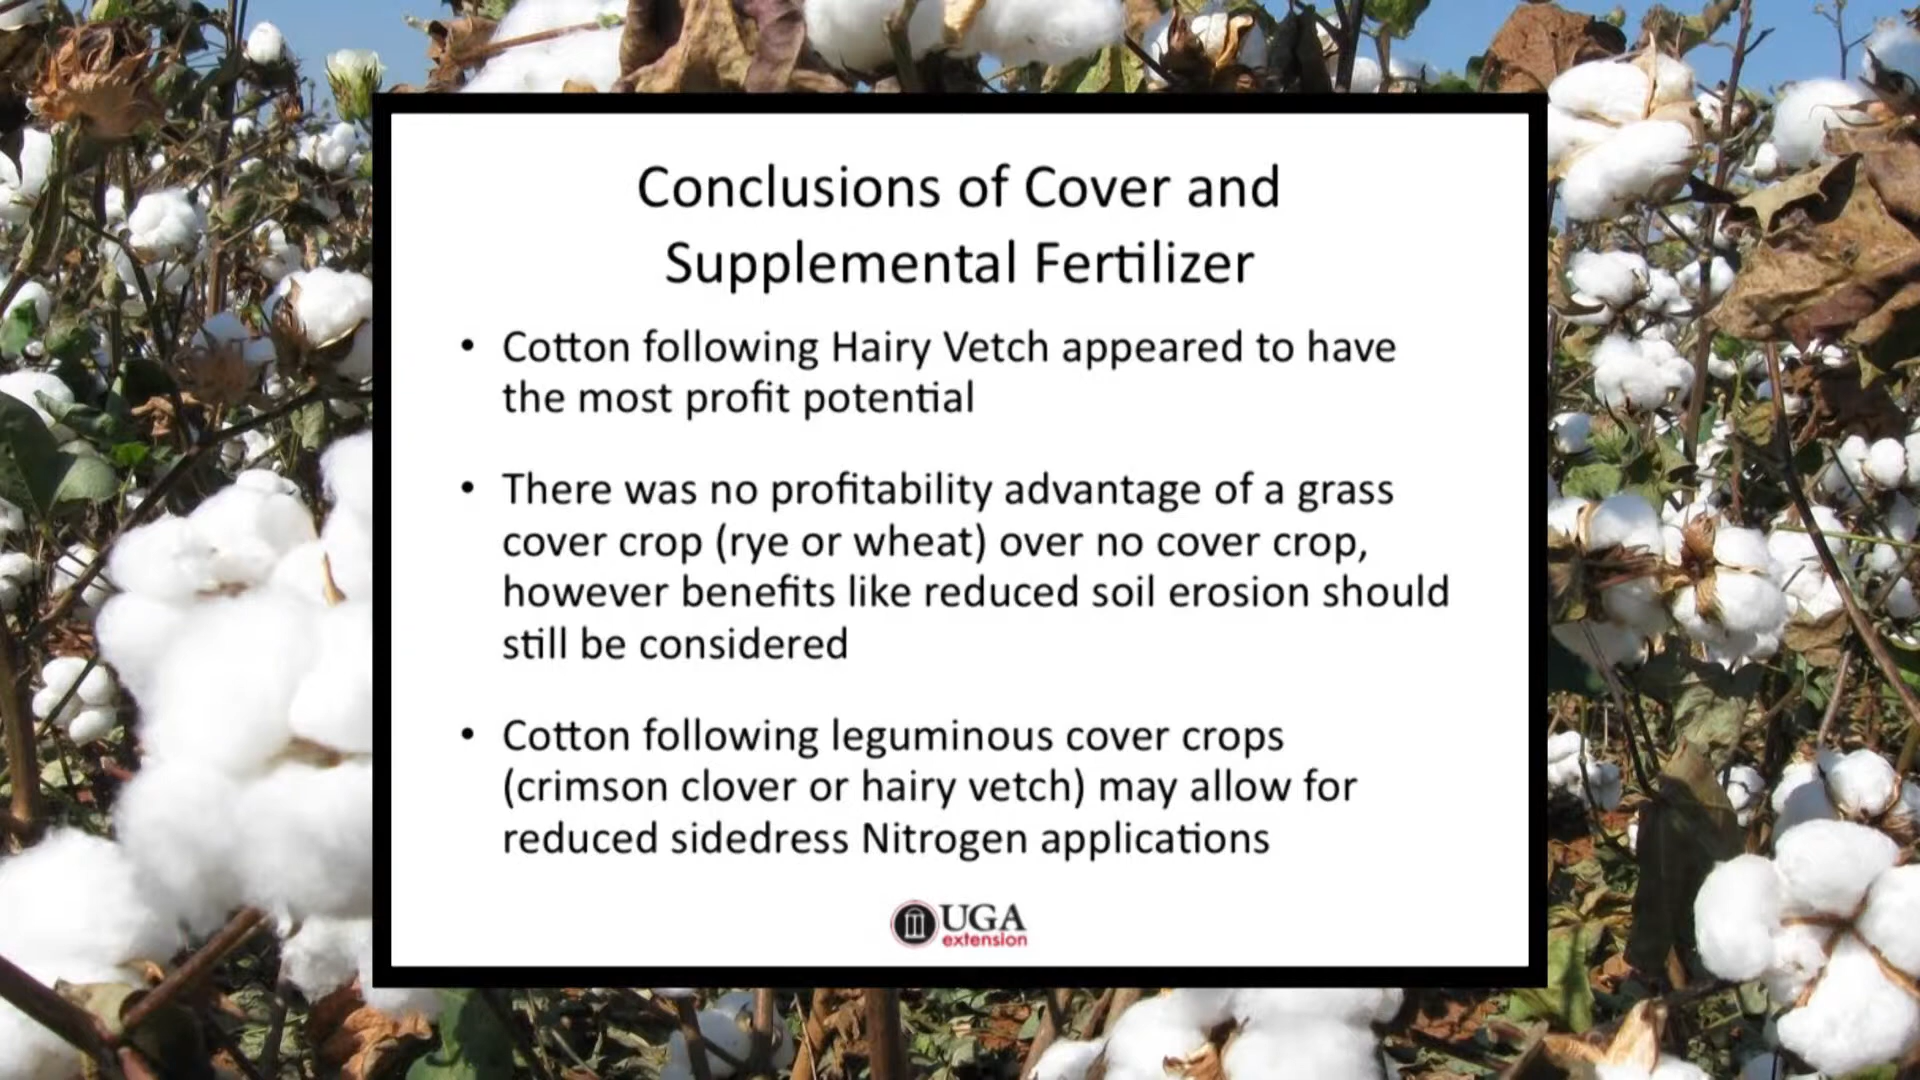 Conclusions of Cover and
Supplemental Fertilizer
• Cotton following Hairy Vetch appeared to have
the most profit potential
• There was no profitability advantage of a grass
cover crop (rye or wheat) over no cover crop,
however benefits like reduced soil erosion should
still be considered
• Cotton following leguminous cover crops
(crimson clover or hairy vetch) may allow for
reduced sidedress Nitrogen applications
UGA
extension